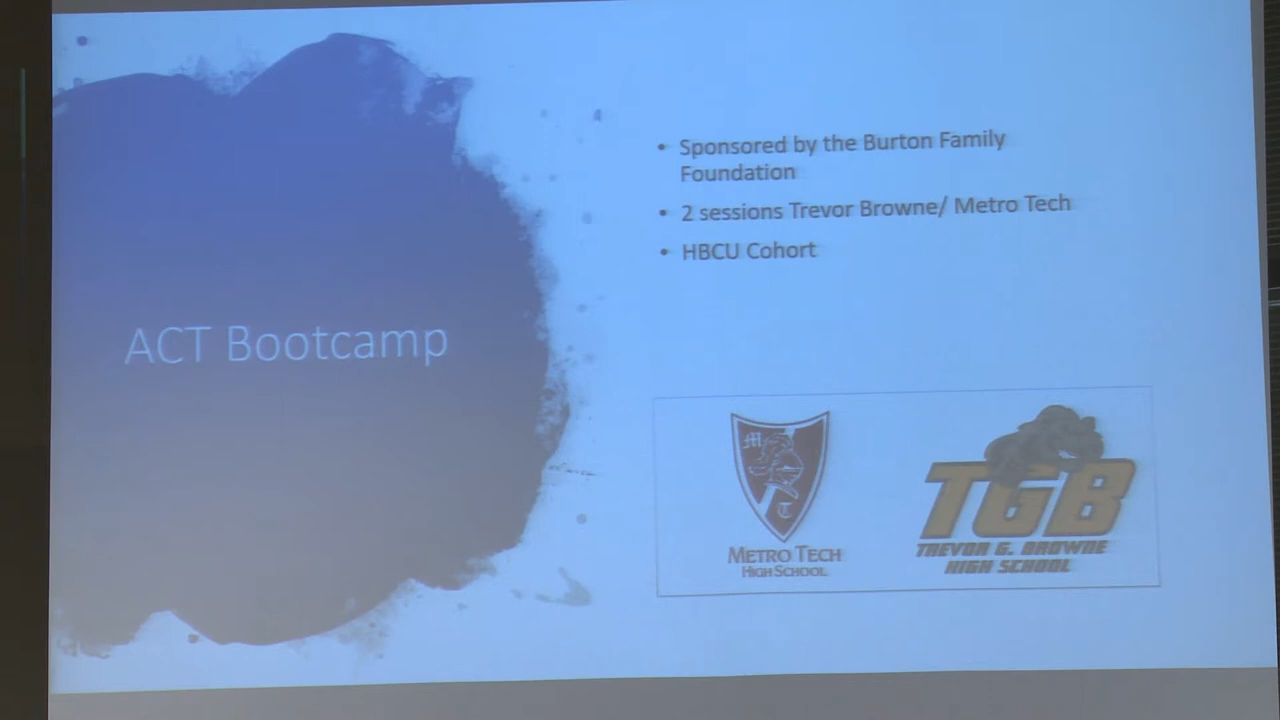 ACT Bootcamp
• Sponsored by the Burton Family
Foundation
• 2 sessions Trevor Browne/ Metro Tech
• HBCU Cohort
M
T
METRO TECH
HIGH SCHOOL
TGB
TREVOR G. BROWNE
HIGH SCHOOL